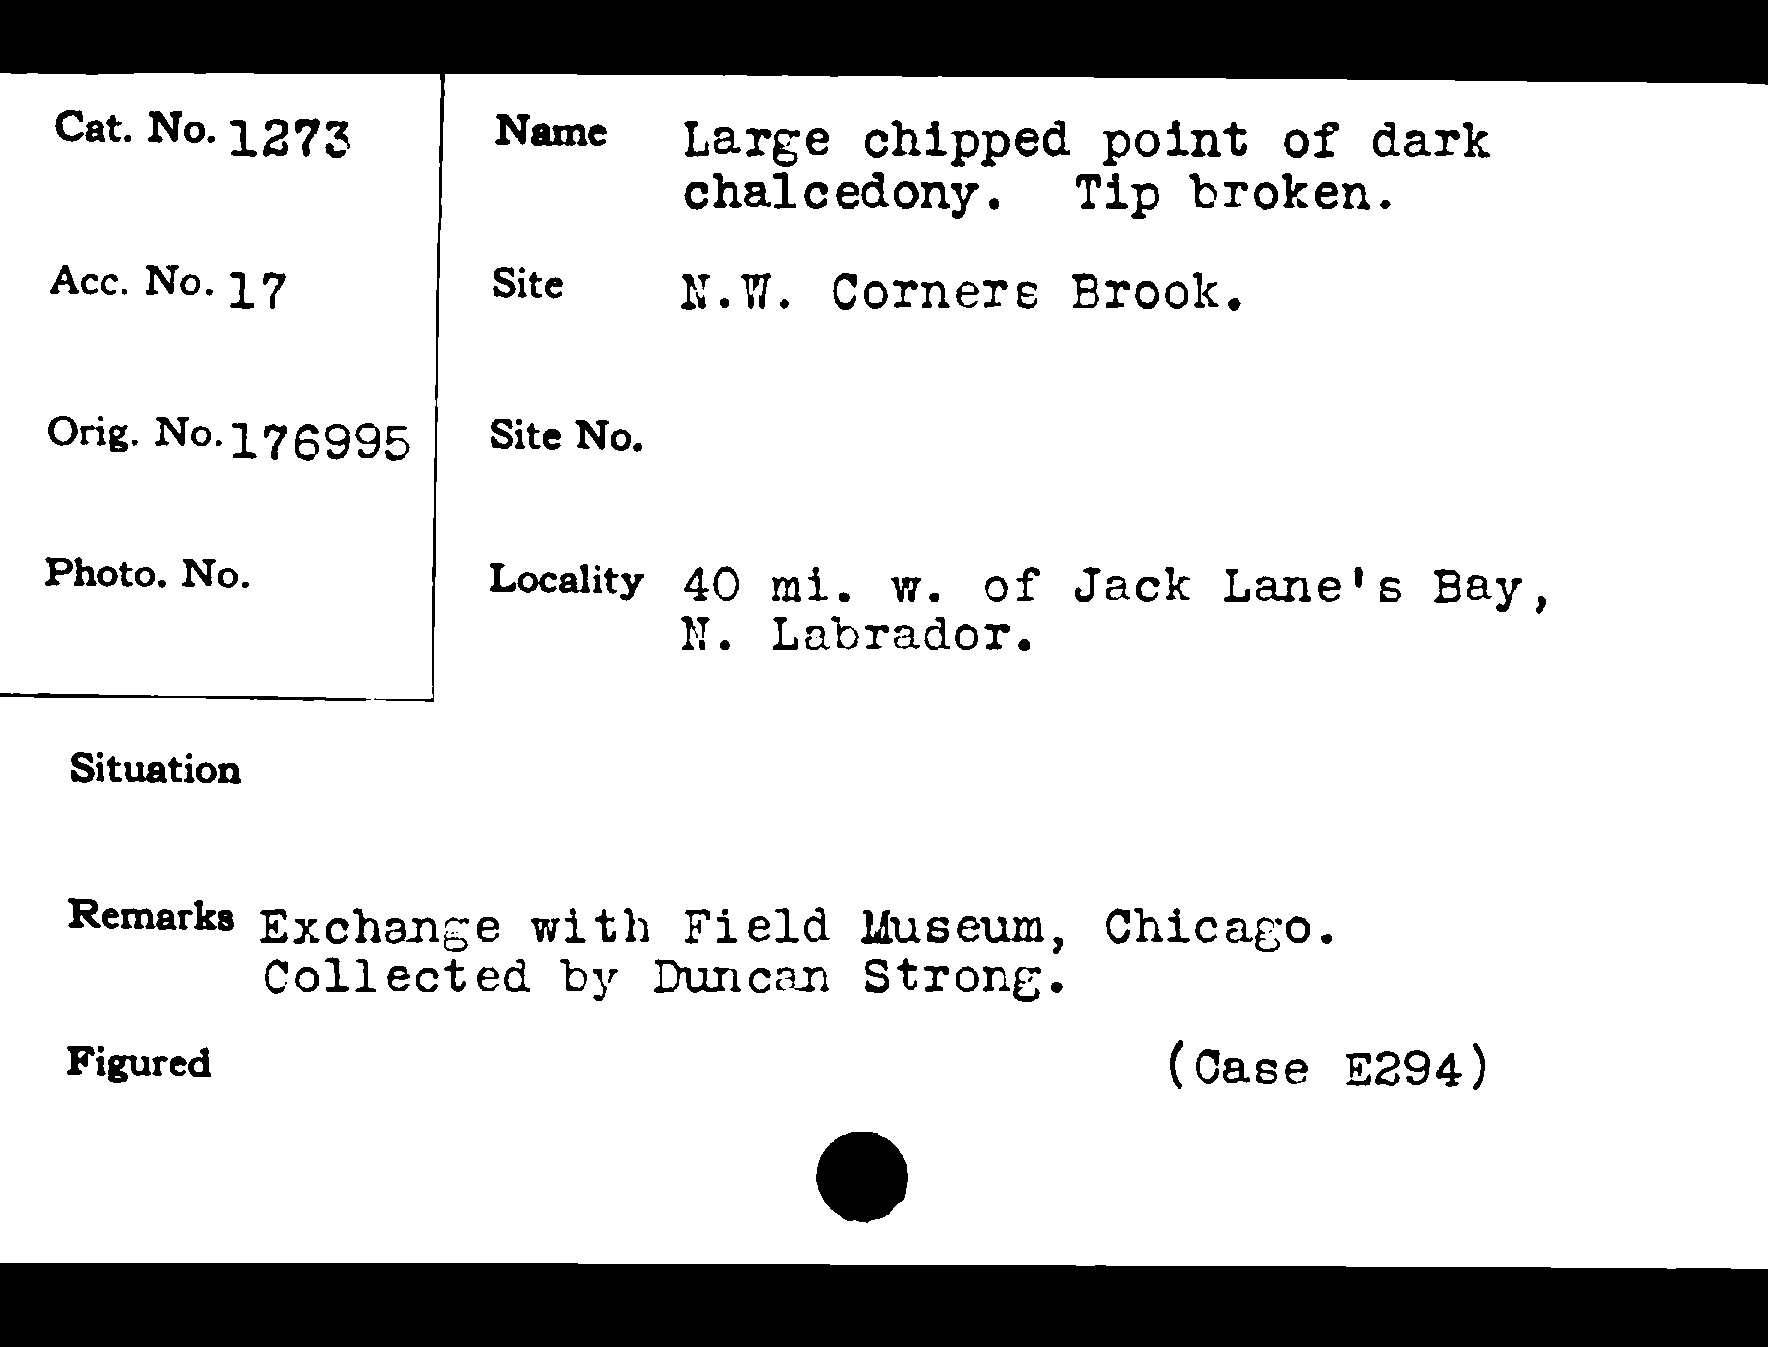 Cat. No. 1273
Name Large chipped point of dark
chalcedony. Tip broken.
Acc. No. 17
Site N.W. Corners Brook.
Orig. No. 176995
Site No.
Photo. No.
Locality 40 mi. w. of Jack Lane's Bay,
N. Labrador.
Situation
Remarks Exchange with Field Museum, Chicago.
Collected by Duncan Strong.
Figured
(Case E294)